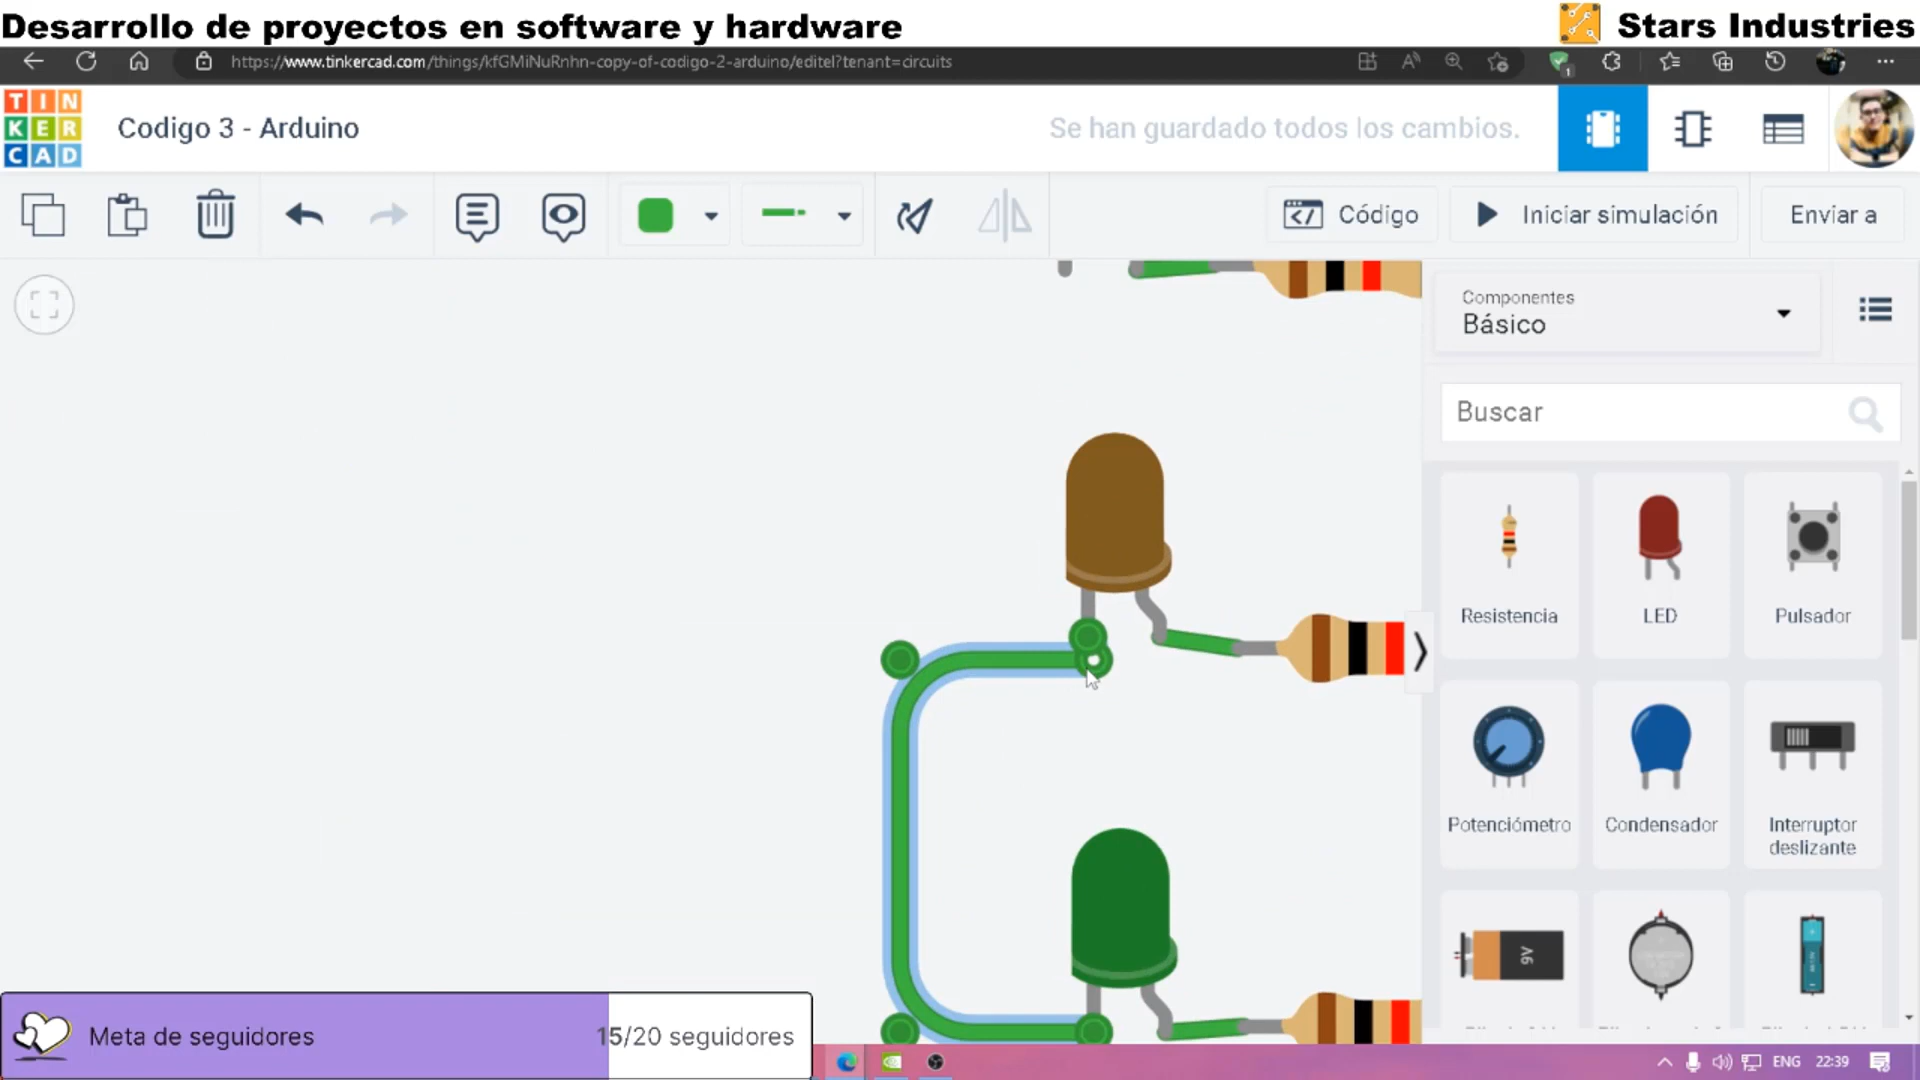 Desarrollo de proyectos en software y hardware
Stars Industries
https://www.tinkercad.com/things/kfGMiNuRnhn-copy-of-codigo-2-arduino/editel?tenant=circuits
1
TIN
KER
CAD
Codigo 3 - Arduino
Se han guardado todos los cambios.
Código
Iniciar simulación
Enviar a
Componentes
Básico
Buscar
Resistencia
LED
Pulsador
Potenciómetro
Condensador
Interruptor
deslizante
9V
Meta de seguidores
15/20 seguidores
ENG
22:39